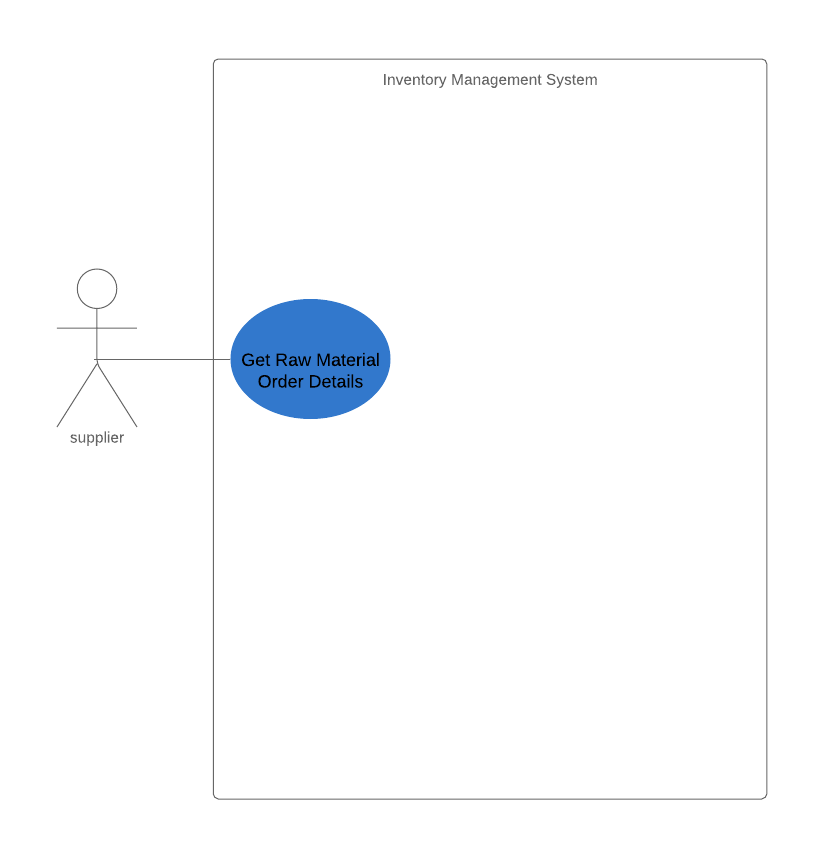 Inventory Management System
Get Raw Material
Order Details
supplier